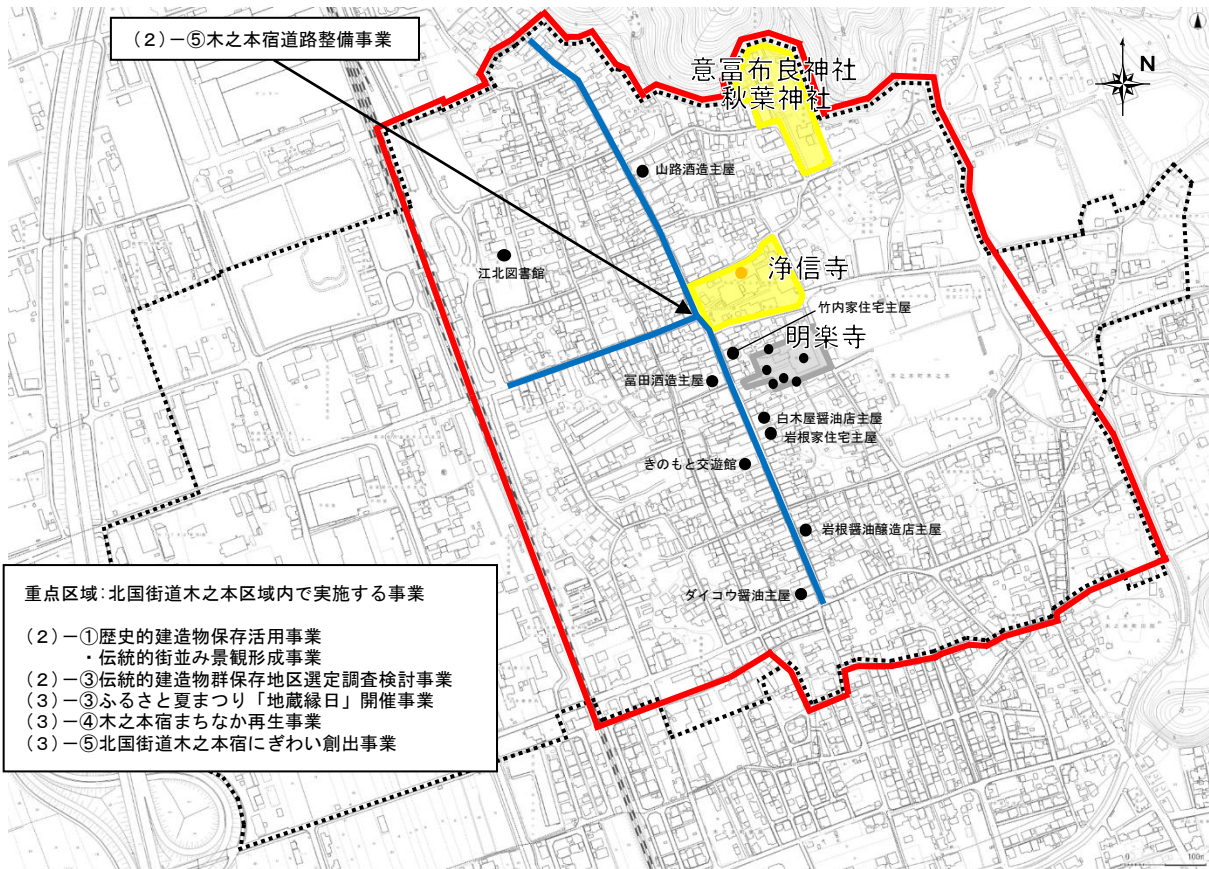 (2)-⑤木之本宿道路整備事業
意冨布良神社
秋葉神社
N
山路酒造主屋
江北図書館
浄信寺
竹内家住宅主屋
明楽寺
冨田酒造主屋
白木屋醤油店主屋
岩根家住宅主屋
きのもと交遊館
岩根醤油醸造店主屋
ダイコウ醤油主屋
重点区域:北国街道木之本区域内で実施する事業
(2)-①歴史的建造物保存活用事業
・伝統的街並み景観形成事業
(2)-③伝統的建造物群保存地区選定調査検討事業
(3)-③ふるさと夏まつり「地蔵縁日」開催事業
(3)-④木之本宿まちなか再生事業
(3)-⑤北国街道木之本宿にぎわい創出事業
0 100m